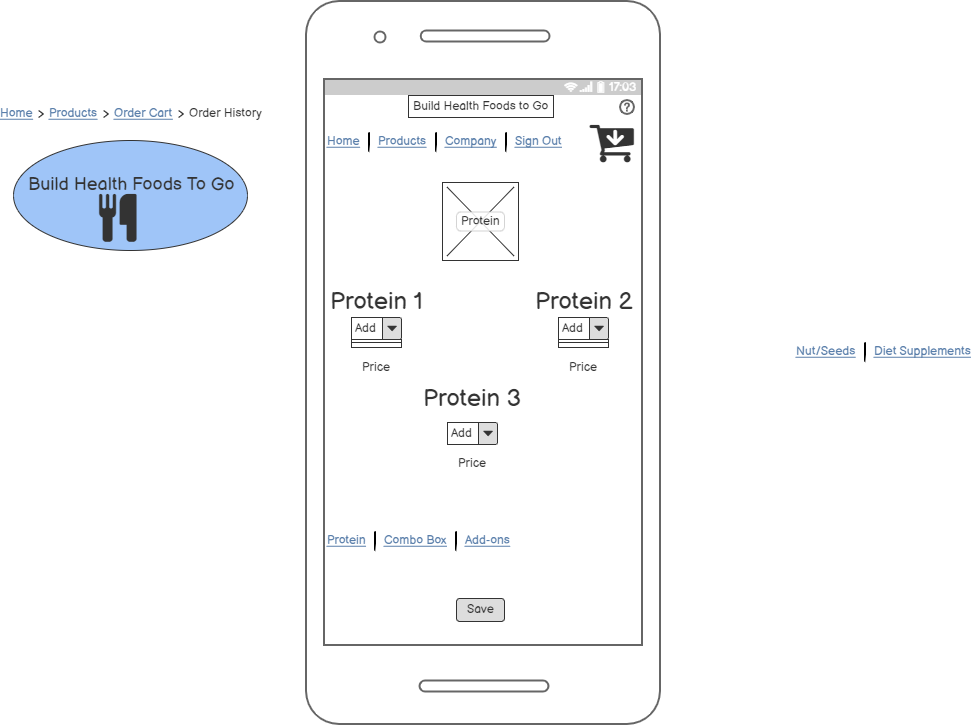 17:03
Build Health Foods to Go
?
Home > Products > Order Cart > Order History
Home | Products | Company | Sign Out
Build Health Foods To Go
Protein
Protein 1
Protein 2
Add
Add
Nut/Seeds | Diet Supplements
Price
Price
Protein 3
Add
Price
Protein | Combo Box | Add-ons
Save